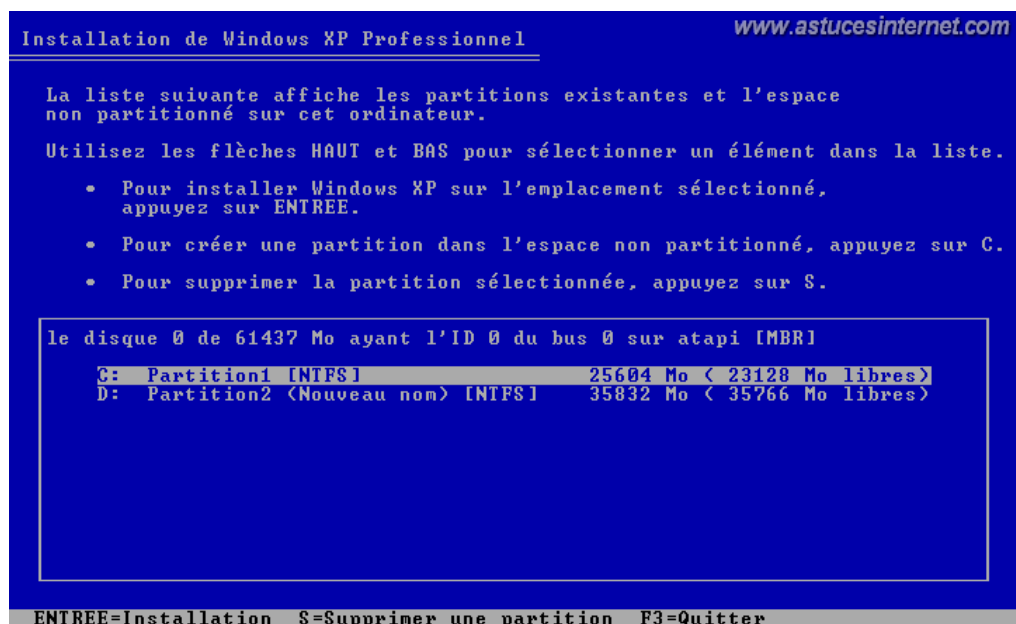 www.astucesinternet.com
Installation de Windows XP Professionnel
La liste suivante affiche les partitions existantes et l'espace
non partitionné sur cet ordinateur.
Utilisez les flèches HAUT et BAS pour sélectionner un élément dans la liste.
• Pour installer Windows XP sur l'emplacement sélectionné,
appuyez sur ENTREE.
• Pour créer une partition dans l'espace non partitionné, appuyez sur C.
• Pour supprimer la partition sélectionnée, appuyez sur S.
le disque 0 de 61437 Mo ayant l'ID 0 du bus 0 sur atapi [MBR]
C: Partition1 [NTFS] 25604 Mo ( 23128 Mo libres)
D: Partition2 (Nouveau nom) [NTFS] 35832 Mo ( 35766 Mo libres)
ENTREE=Installation S=Supprimer une partition F3=Quitter